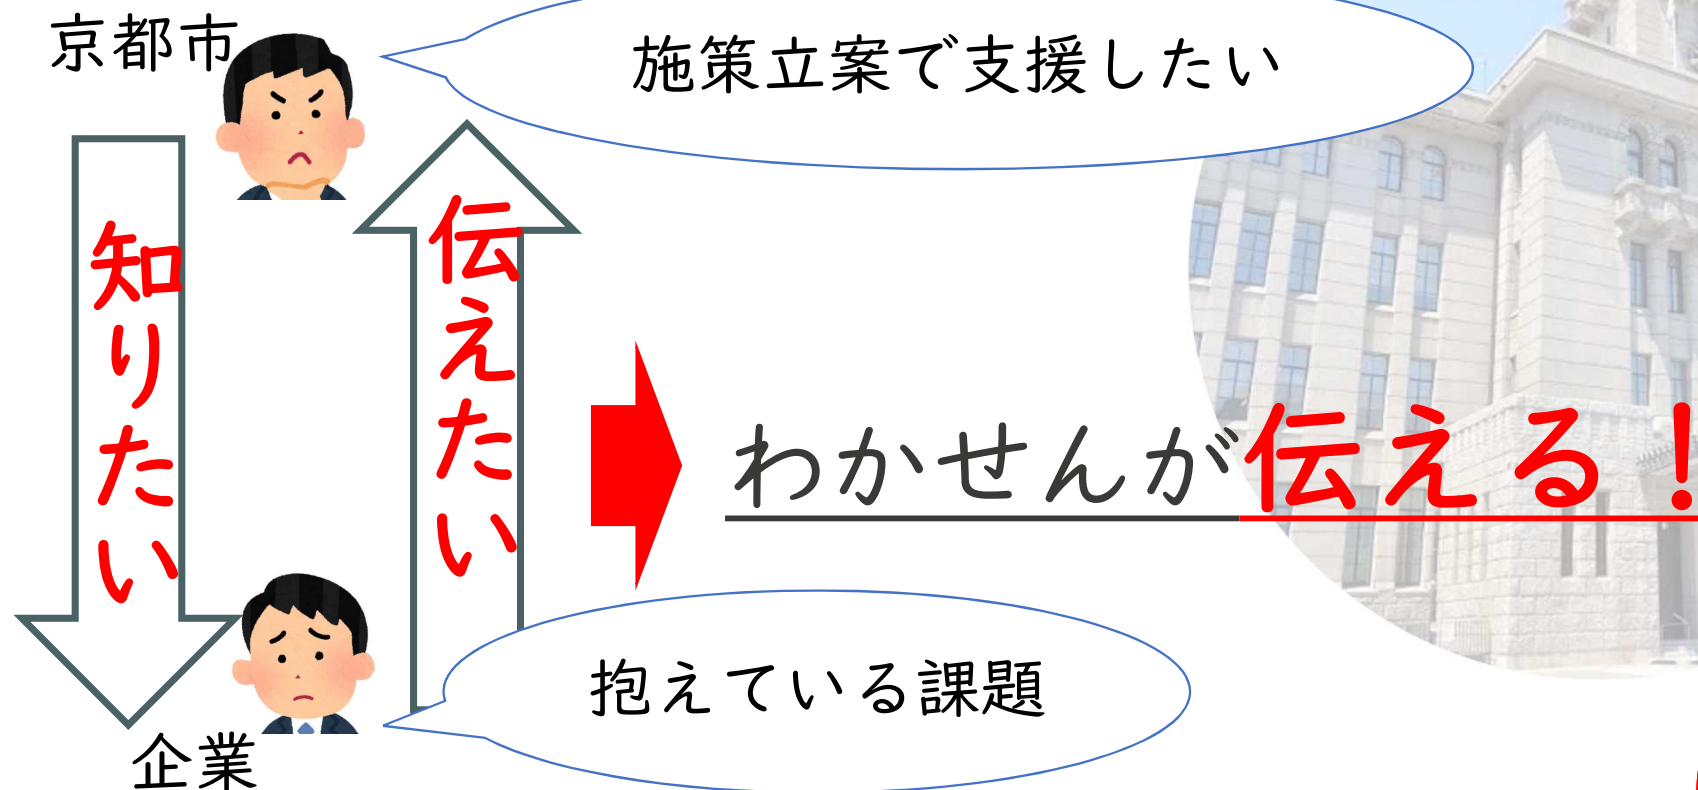 京都市
施策立案で支援したい
知りたい
伝えたい
わかせんが伝える！
抱えている課題
企業